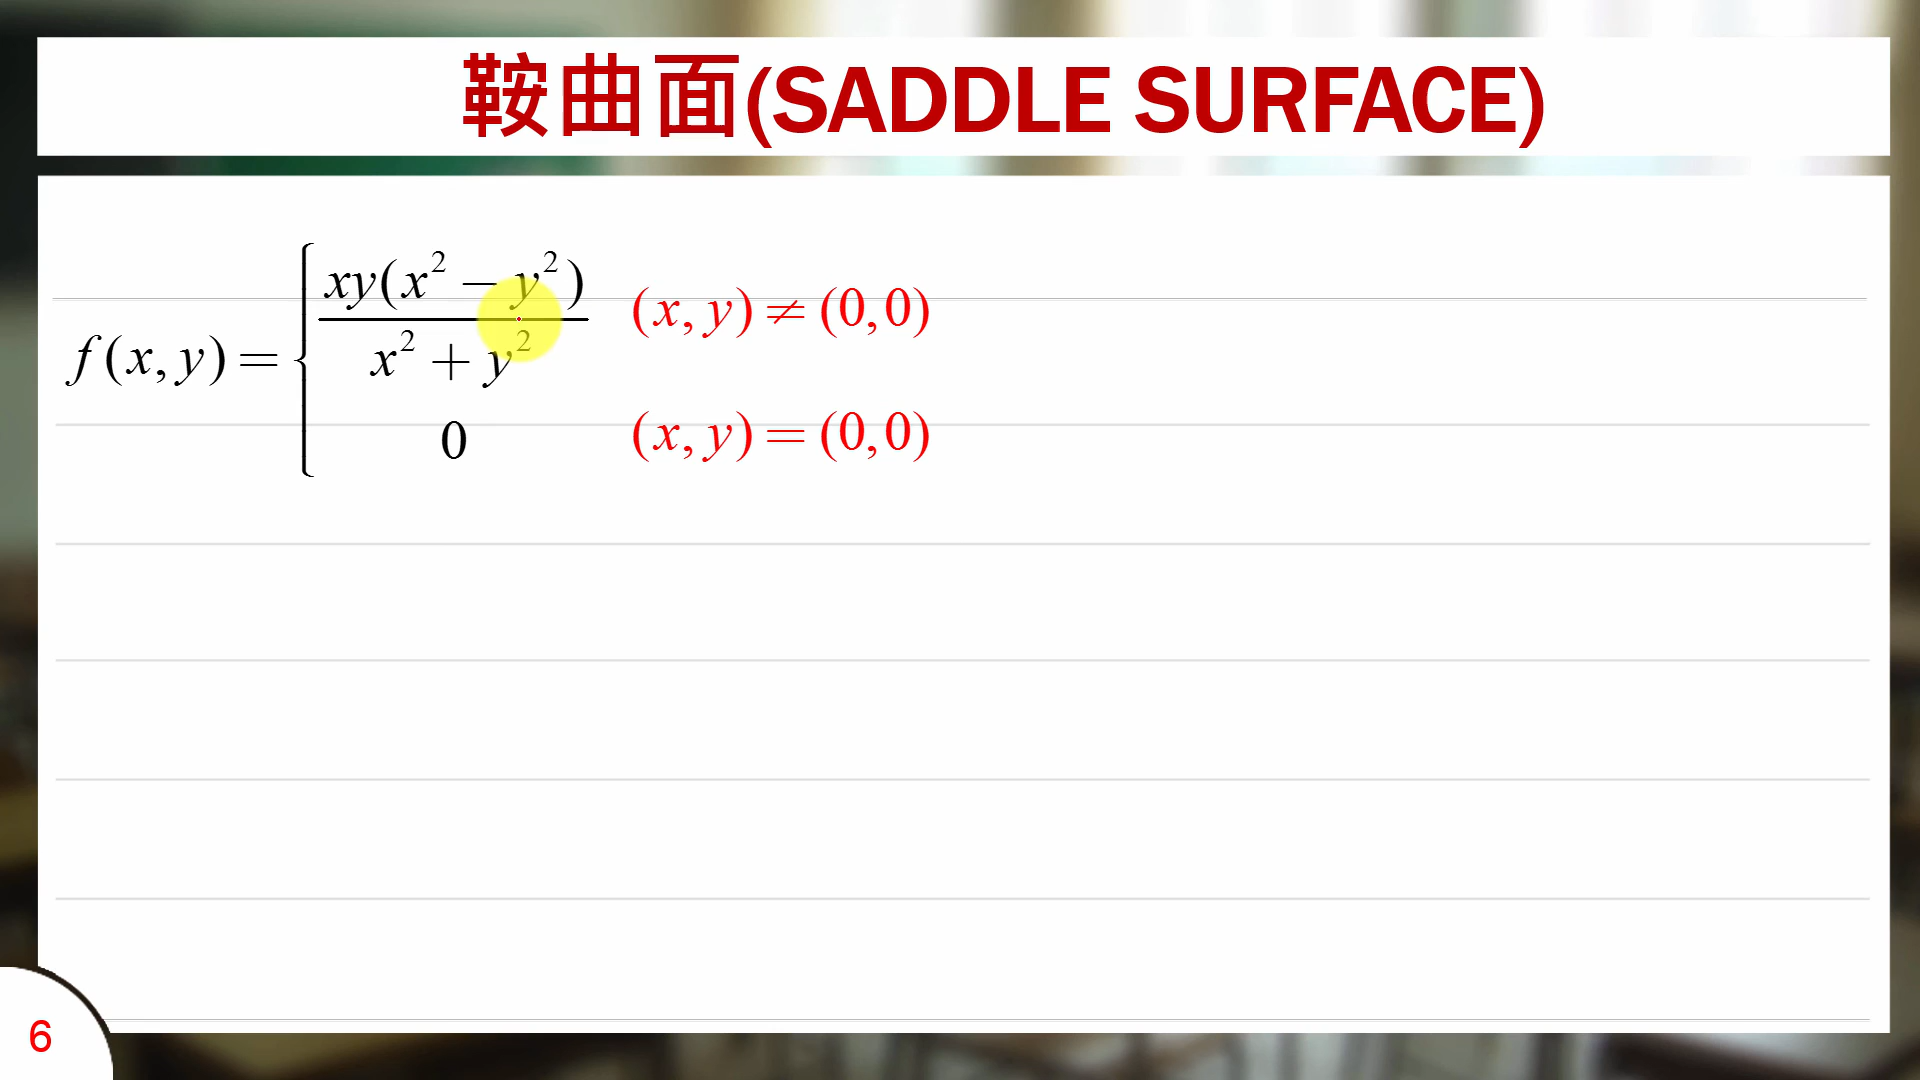 鞍曲面(SADDLE SURFACE)
f(x, y) = { xy(x² − y²) / x² + y²   (x, y) ≠ (0,0)
0   (x, y) = (0,0)
6